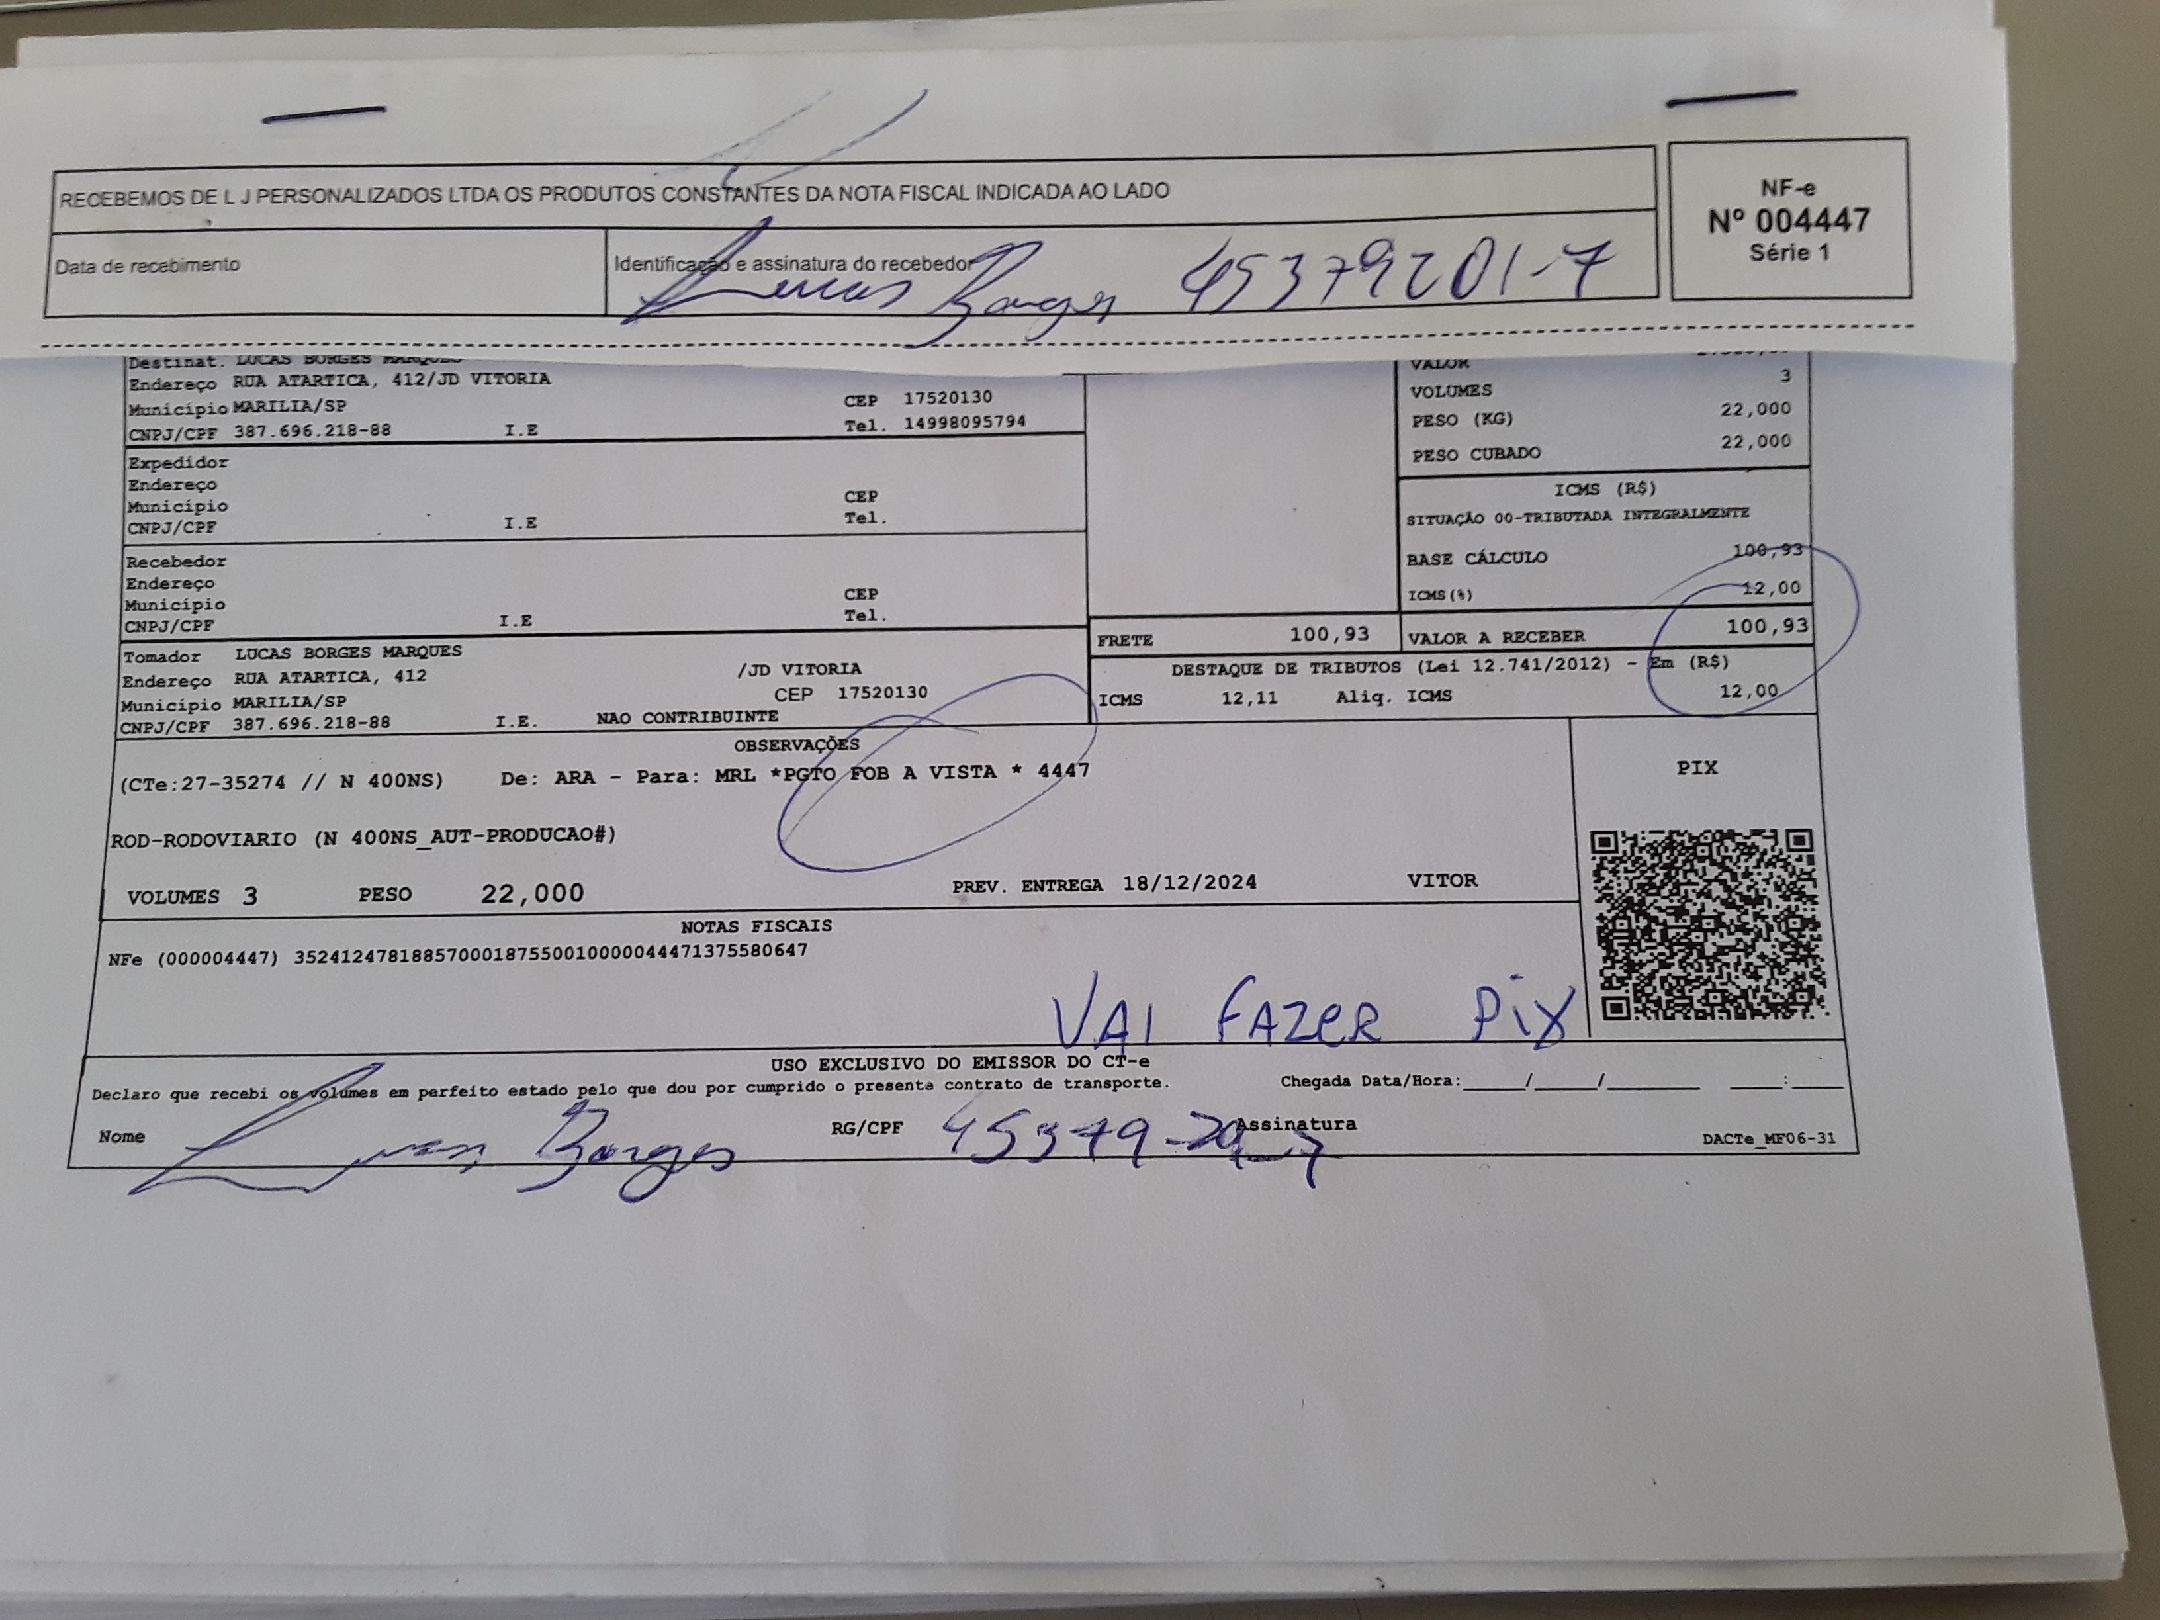 RECEBEMOS DE L J PERSONALIZADOS LTDA OS PRODUTOS CONSTANTES DA NOTA FISCAL INDICADA AO LADO
NF-e
Nº 004447
Série 1
Data de recebimento
Identificação e assinatura do recebedor
Lucas Borges 45379201-7
Destinat. LUCAS BORGES MARQUES
Endereço RUA ATARTICA, 412/JD VITORIA
Município MARILIA/SP CEP 17520130
CNPJ/CPF 387.696.218-88 I.E Tel. 14998095794
Expedidor
Endereço
Município CEP
CNPJ/CPF I.E Tel.
Recebedor
Endereço
Município CEP
CNPJ/CPF I.E Tel.
Tomador LUCAS BORGES MARQUES
Endereço RUA ATARTICA, 412 /JD VITORIA
Município MARILIA/SP CEP 17520130
CNPJ/CPF 387.696.218-88 I.E. NAO CONTRIBUINTE
VALOR
VOLUMES 3
PESO (KG) 22,000
PESO CUBADO 22,000
ICMS (R$)
SITUAÇÃO 00-TRIBUTADA INTEGRALMENTE
BASE CÁLCULO 100,93
ICMS(%) 12,00
FRETE 100,93 VALOR A RECEBER 100,93
DESTAQUE DE TRIBUTOS (Lei 12.741/2012) - Em (R$)
ICMS 12,11 Aliq. ICMS 12,00
OBSERVAÇÕES
(CTe:27-35274 // N 400NS) De: ARA - Para: MRL *PGTO FOB A VISTA * 4447
ROD-RODOVIARIO (N 400NS_AUT-PRODUCAO#)
VOLUMES 3 PESO 22,000 PREV. ENTREGA 18/12/2024 VITOR
PIX
NOTAS FISCAIS
NFe (000004447) 35241247818857000187550010000044471375580647
VAI FAZER PiX
USO EXCLUSIVO DO EMISSOR DO CT-e
Declaro que recebi os volumes em perfeito estado pelo que dou por cumprido o presente contrato de transporte. Chegada Data/Hora:_____/_____/________ ___:_____
Nome Lucas Borges RG/CPF 45379 Assinatura
DACTe_MF06-31